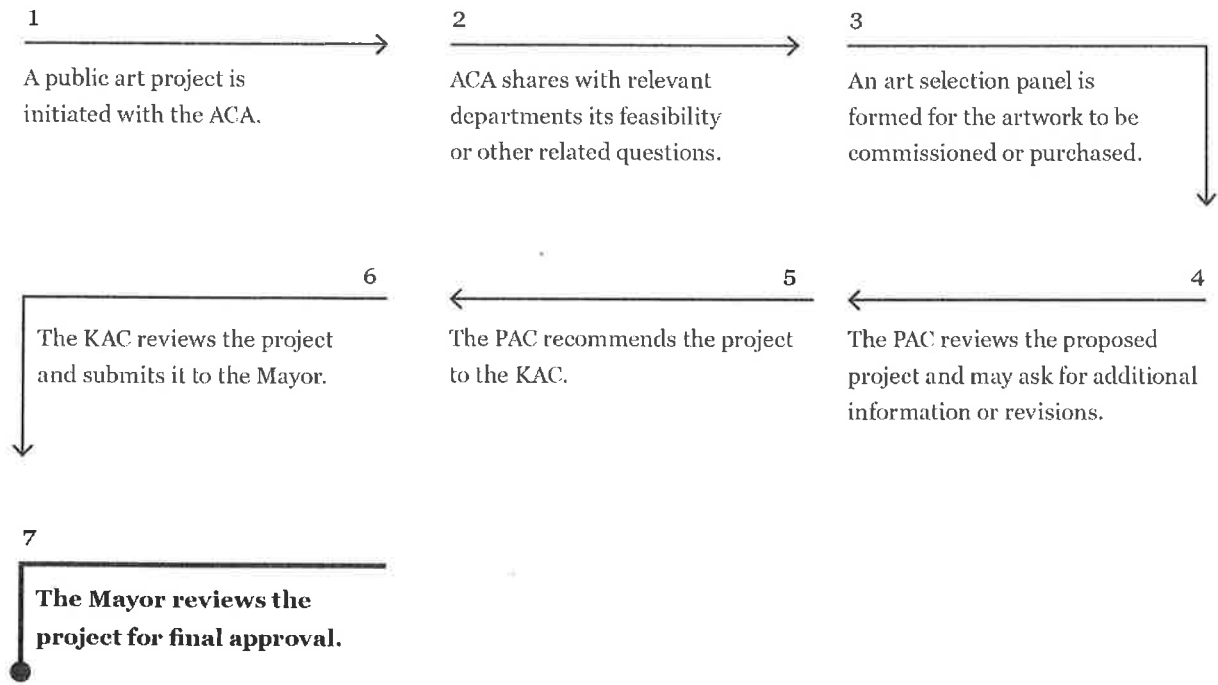 1
A public art project is
initiated with the ACA.
2
ACA shares with relevant
departments its feasibility
or other related questions.
3
An art selection panel is
formed for the artwork to be
commissioned or purchased.
4
The PAC reviews the proposed
project and may ask for additional
information or revisions.
5
The PAC recommends the project
to the KAC.
6
The KAC reviews the project
and submits it to the Mayor.
7
The Mayor reviews the
project for final approval.